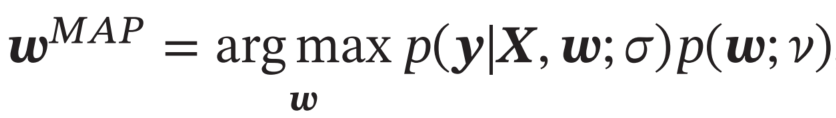 w^{MAP} = arg max p(y|X, w; σ)p(w; ν)
w